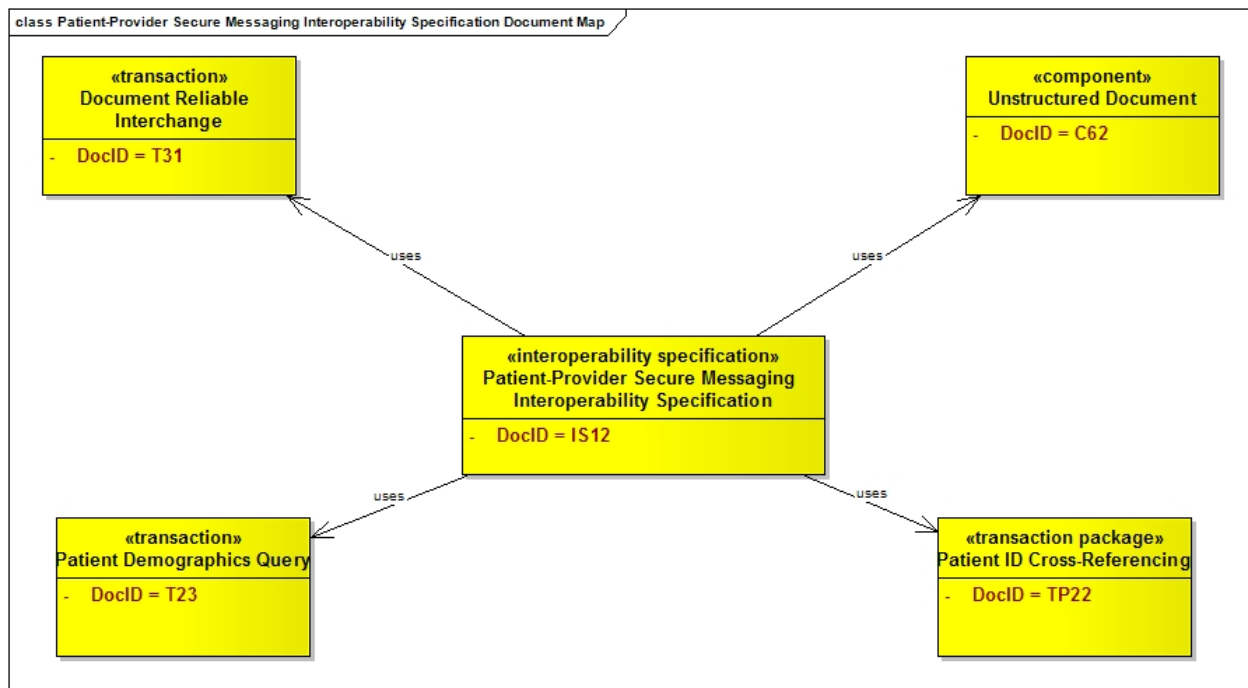 class Patient-Provider Secure Messaging Interoperability Specification Document Map
«transaction»
Document Reliable
Interchange
- DocID = T31
«component»
Unstructured Document
- DocID = C62
uses
uses
«interoperability specification»
Patient-Provider Secure Messaging
Interoperability Specification
- DocID = IS12
uses
uses
«transaction»
Patient Demographics Query
- DocID = T23
«transaction package»
Patient ID Cross-Referencing
- DocID = TP22